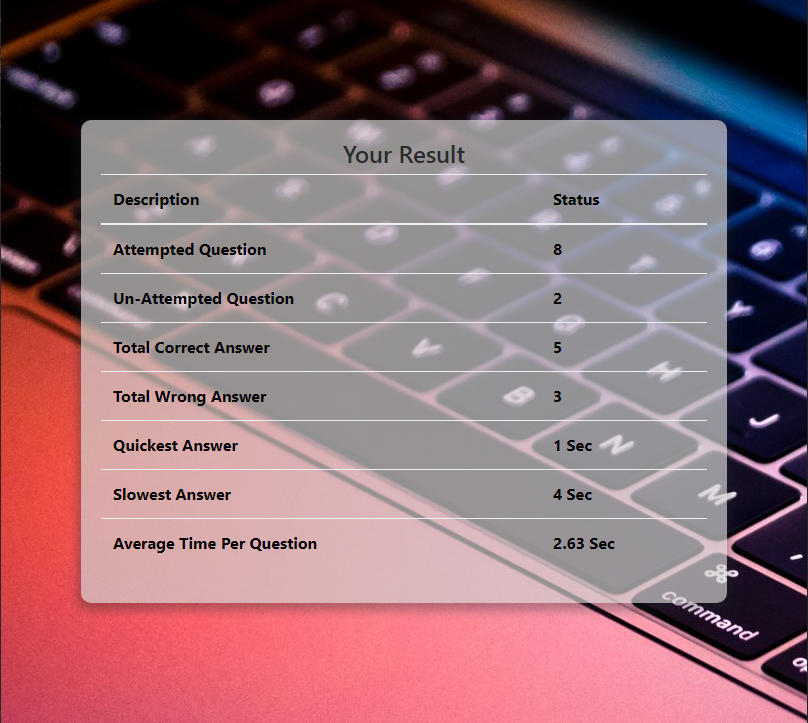 Your Result
Description Status
Attempted Question 8
Un-Attempted Question 2
Total Correct Answer 5
Total Wrong Answer 3
Quickest Answer 1 Sec
Slowest Answer 4 Sec
Average Time Per Question 2.63 Sec
C
V
G
Y
B
H
N
J
M
⌘
command